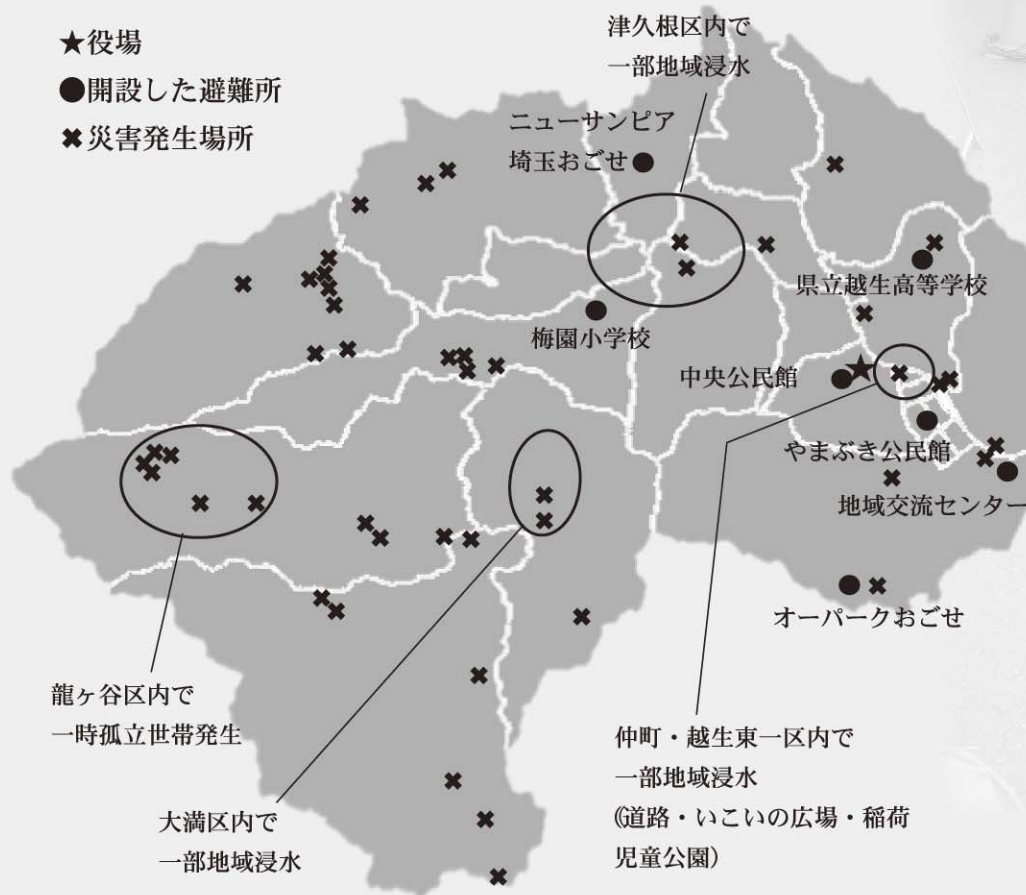 ★役場
●開設した避難所
✖災害発生場所
津久根区内で
一部地域浸水
ニューサンピア
埼玉おごせ
県立越生高等学校
梅園小学校
中央公民館
やまぶき公民館
地域交流センター
オーパークおごせ
龍ヶ谷区内で
一時孤立世帯発生
大満区内で
一部地域浸水
仲町・越生東一区内で
一部地域浸水
(道路・いこいの広場・稲荷
児童公園)